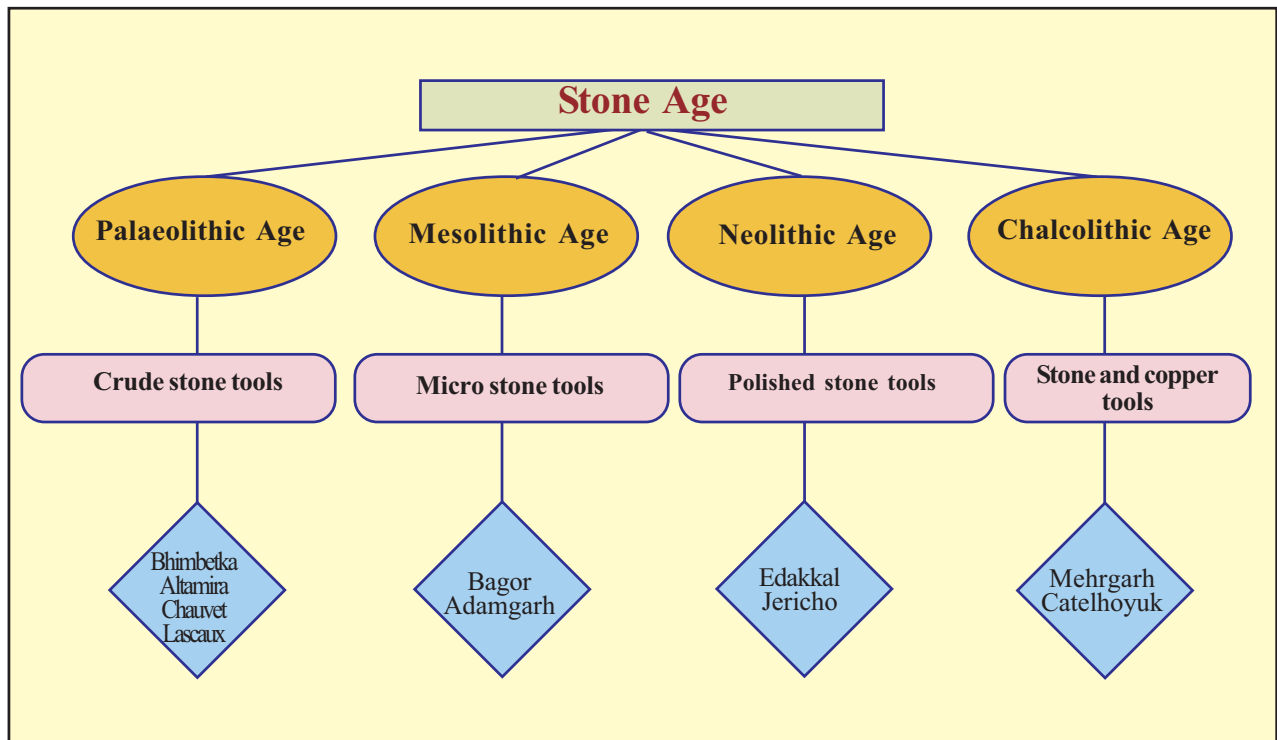 Stone Age
Palaeolithic Age
Mesolithic Age
Neolithic Age
Chalcolithic Age
Crude stone tools
Micro stone tools
Polished stone tools
Stone and copper
tools
Bhimbetka
Altamira
Chauvet
Lascaux
Bagor
Adamgarh
Edakkal
Jericho
Mehrgarh
Catelhoyuk